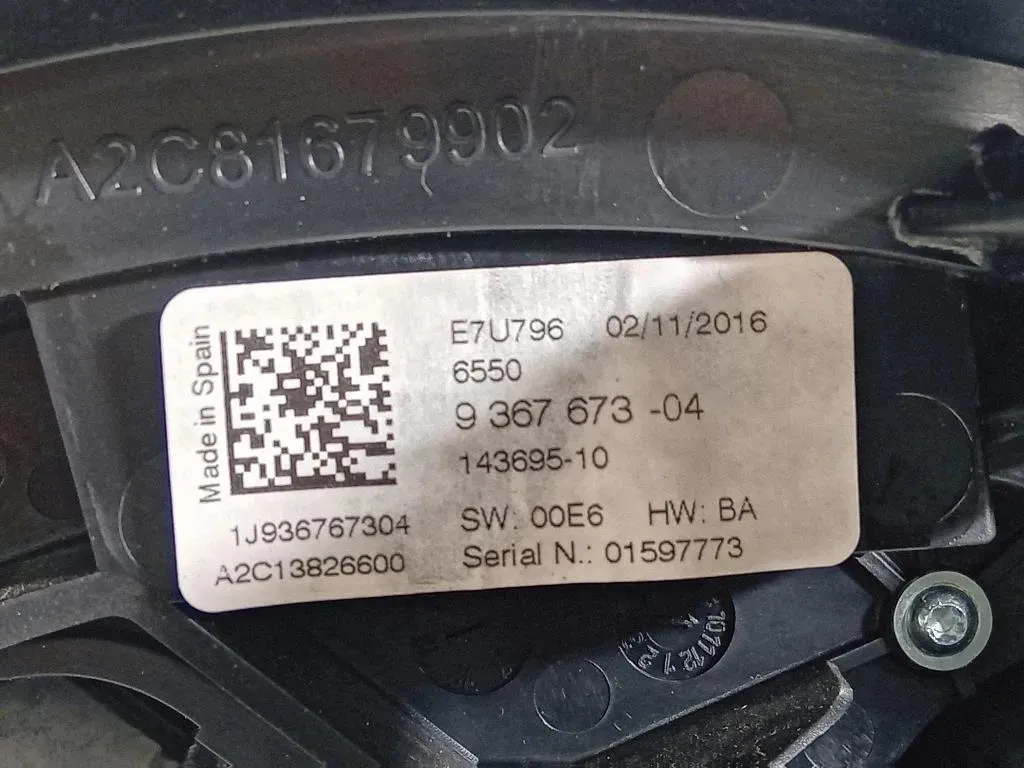 A2C81679902
Made in Spain
E7U796 02/11/2016
6550
9 367 673 -04
143695-10
1J936767304
SW: 00E6 HW: BA
A2C13826600
Serial N.: 01597773